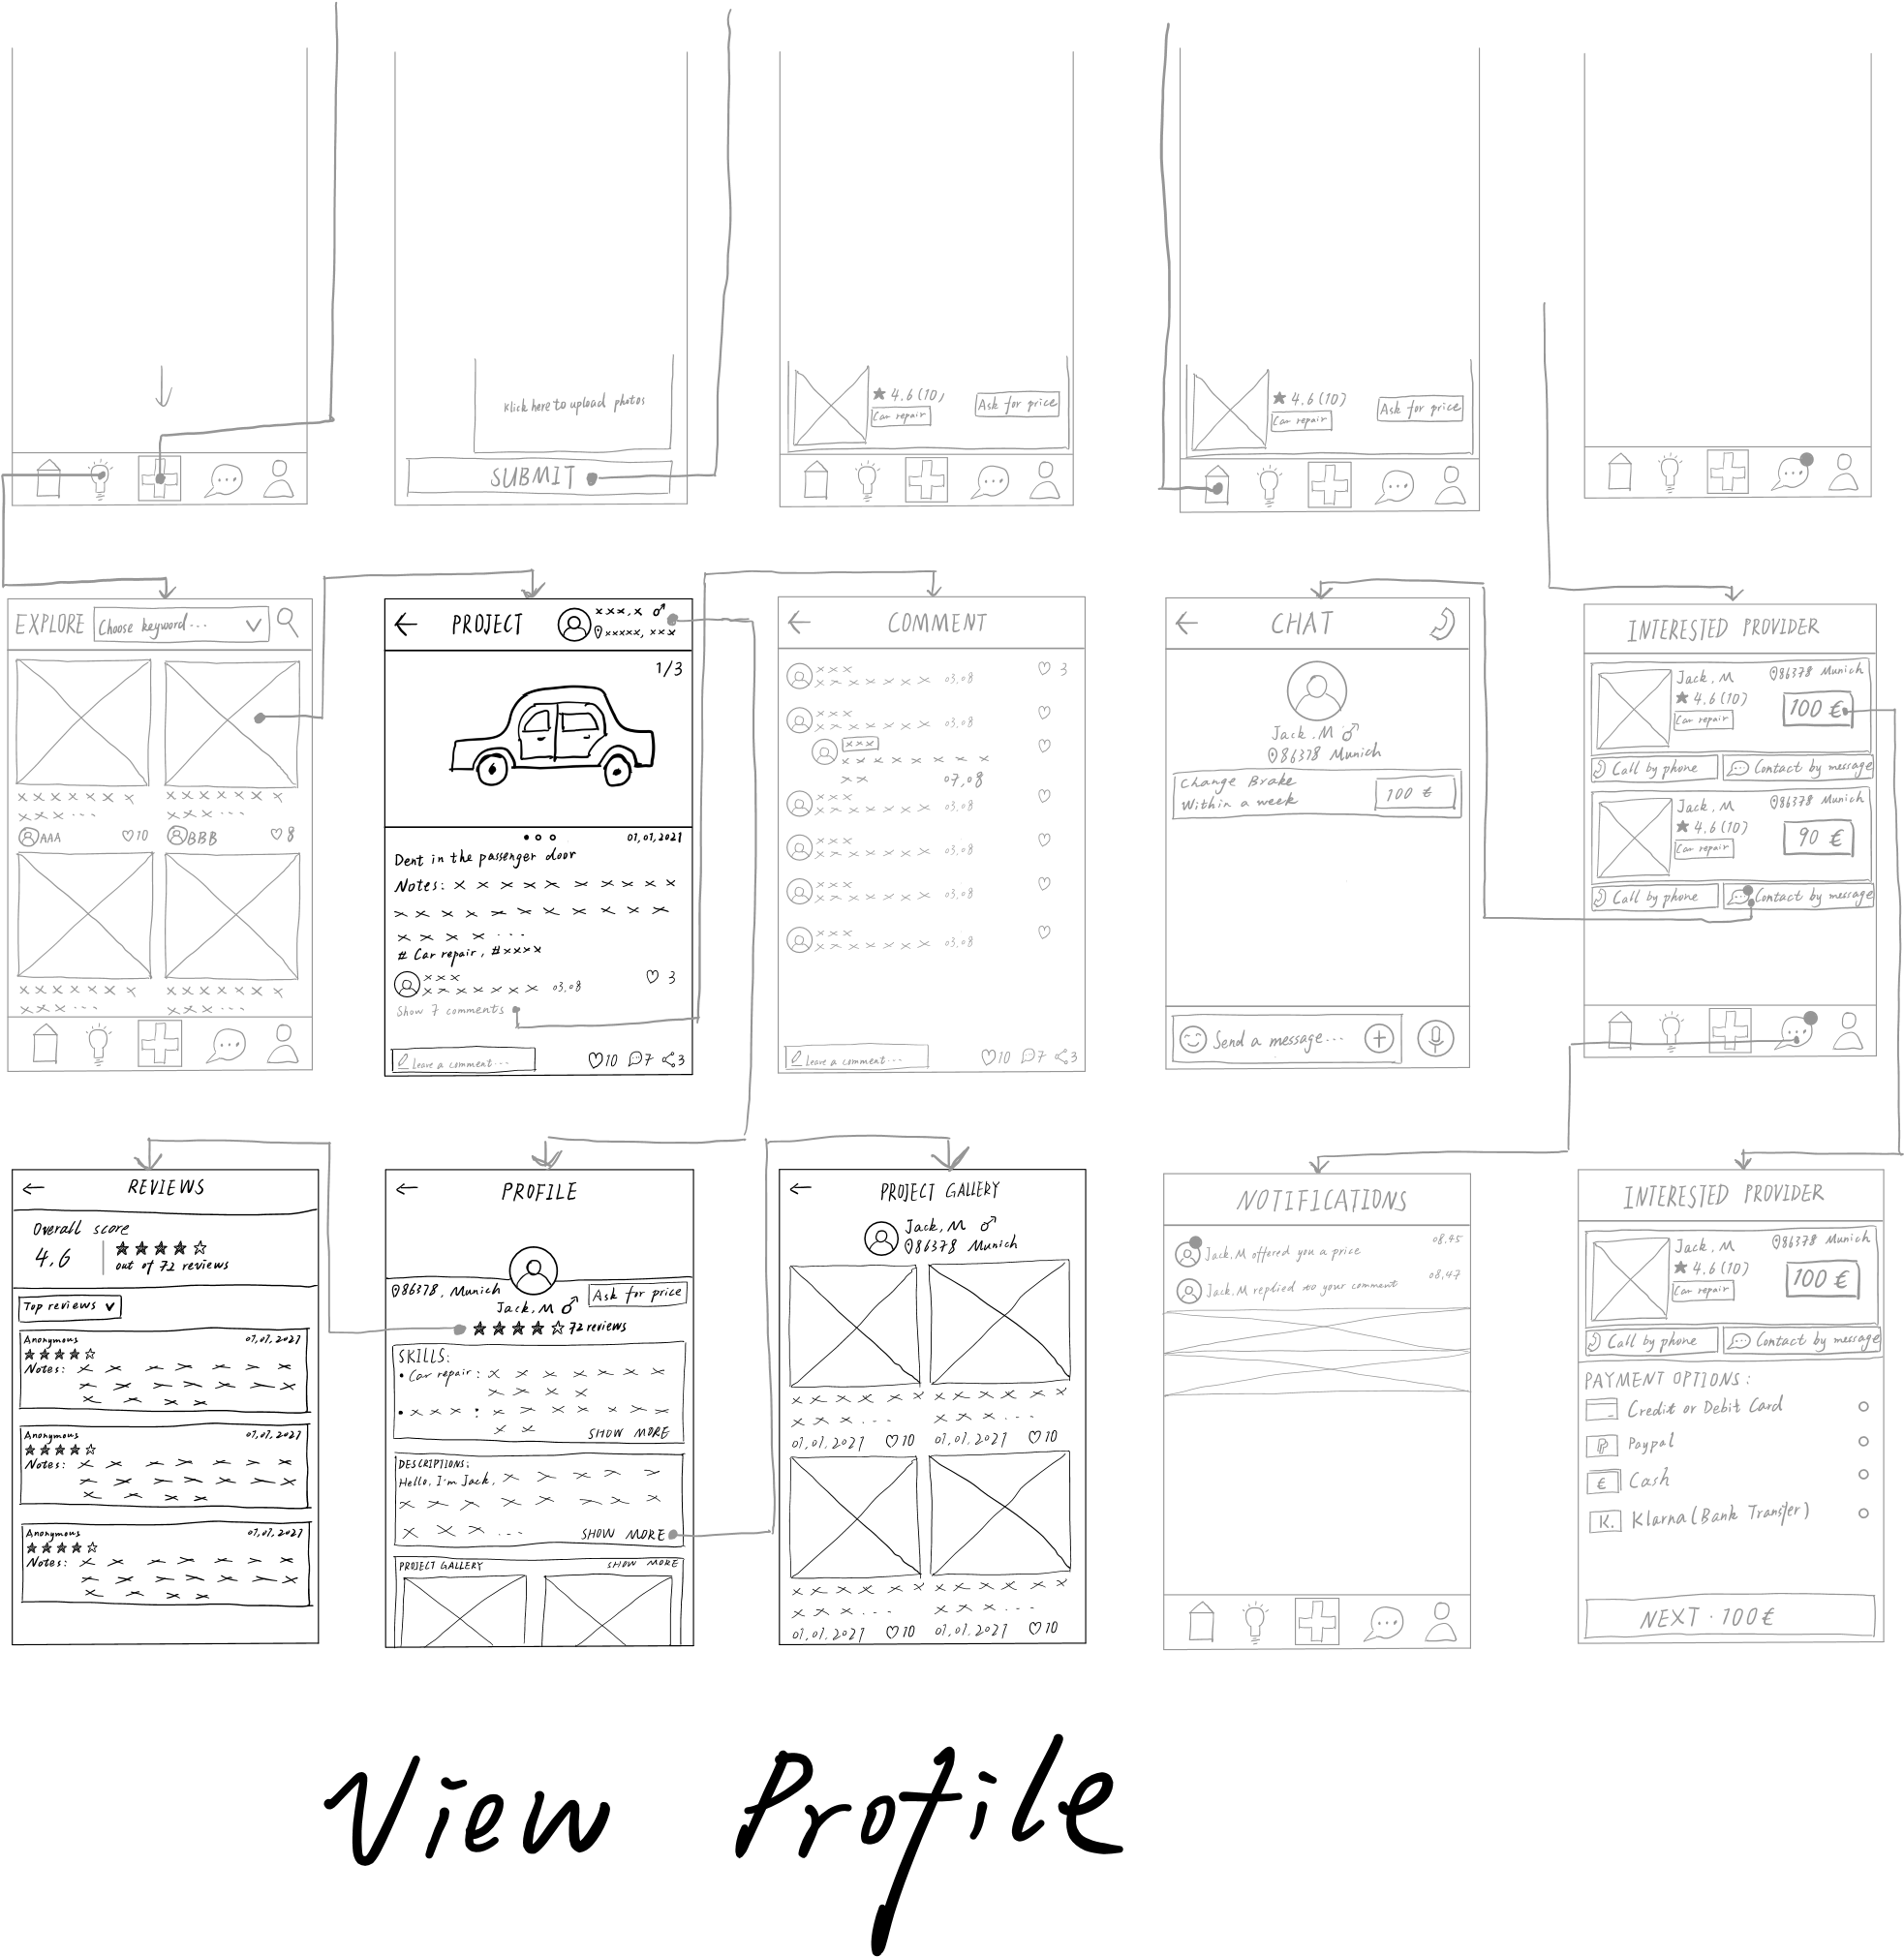 Klick here to upload photos
SUBMIT
★ 4.6 (10)
Car repair
Ask for price
★ 4.6 (10)
Car repair
Ask for price
EXPLORE
Choose keyword...
AAA
10
BBB
8
PROJECT
xxx,x ♂
xxxxx, xxx
1/3
01,01,2021
Dent in the passenger door
Notes: x x x x x x x x x x
x x x x x x x x x x
x x x x ...
# Car repair, #xxxx
x x x
x x x x x x x 03,08
3
Show 7 comments
Leave a comment...
10 7 3
COMMENT
x x x
x x x x x x x 03,08
3
x x x
x x x x x x x 03,08
x x x
x x x x x x x
x x 07,08
x x x
x x x x x x x 03,08
x x x
x x x x x x x 03,08
x x x
x x x x x x x 03,08
x x x
x x x x x x x 03,08
Leave a comment...
10 7 3
CHAT
Jack.M ♂
86378 Munich
Change Brake
Within a week
100 €
Send a message...
INTERESTED PROVIDER
Jack.M
86378 Munich
★ 4.6 (10)
Car repair
100 €
Call by phone
Contact by message
Jack.M
86378 Munich
★ 4.6 (10)
Car repair
90 €
Call by phone
Contact by message
REVIEWS
Overall score
4,6
out of 72 reviews
Top reviews
Anonymous
01,01,2021
Notes:
Anonymous
01,01,2021
Notes:
Anonymous
01,01,2021
Notes:
PROFILE
86378, Munich
Ask for price
Jack,M ♂
72 reviews
SKILLS:
• Car repair: x x x x x x x
x x x x
• x x x : x x x x x x x
x x
SHOW MORE
DESCRIPTIONS:
Hello, I'm Jack, x x x x x
SHOW MORE
PROJECT GALLERY
SHOW MORE
PROJECT GALLERY
Jack,M ♂
86378 Munich
01.01.2021 10
01.01.2021 10
01.01.2021 10
01.01.2021 10
NOTIFICATIONS
Jack.M offered you a price
08.45
Jack.M replied to your comment
08,47
INTERESTED PROVIDER
Jack.M
86378 Munich
★ 4.6 (10)
Car repair
100 €
Call by phone
Contact by message
PAYMENT OPTIONS:
Credit or Debit Card
Paypal
€ Cash
K. Klarna (Bank Transfer)
NEXT · 100 €
View Profile